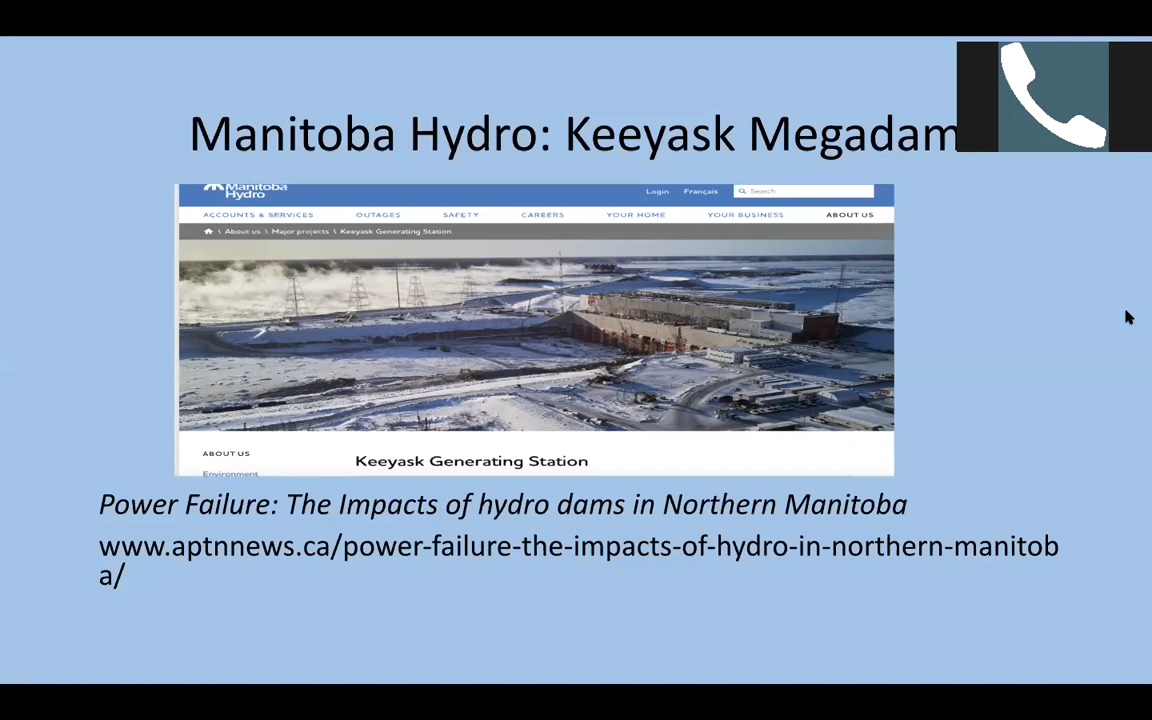 Manitoba Hydro: Keeyask Megadam
Manitoba
Hydro
Login Français Search
ACCOUNTS & SERVICES OUTAGES SAFETY CAREERS YOUR HOME YOUR BUSINESS ABOUT US
\ About us \ Major projects \ Keeyask Generating Station
ABOUT US
Keeyask Generating Station
Environment
Power Failure: The Impacts of hydro dams in Northern Manitoba
www.aptnnews.ca/power-failure-the-impacts-of-hydro-in-northern-manitob
a/